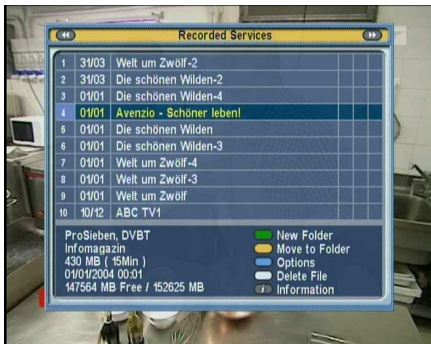 Recorded Services
1 31/03 Welt um Zwölf-2
2 31/03 Die schönen Wilden-2
3 01/01 Die schönen Wilden-4
4 01/01 Avenzio - Schöner leben!
5 01/01 Die schönen Wilden
6 01/01 Die schönen Wilden-3
7 01/01 Welt um Zwölf-4
8 01/01 Welt um Zwölf-3
9 01/01 Welt um Zwölf
10 10/12 ABC TV1
ProSieben, DVBT
Infomagazin
430 MB ( 15Min )
01/01/2004 00:01
147564 MB Free / 152625 MB
New Folder
Move to Folder
Options
Delete File
i Information